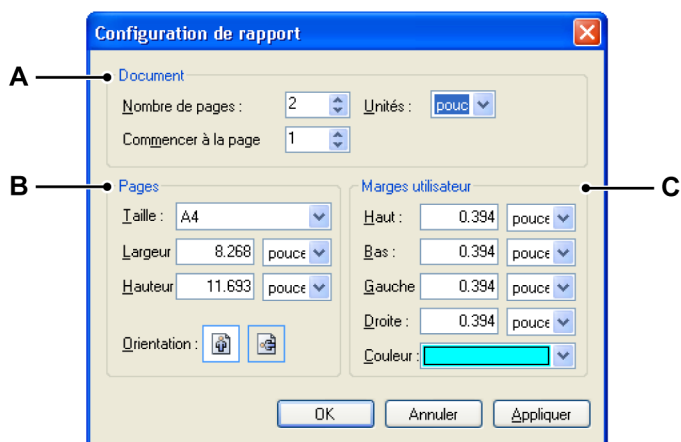 Configuration de rapport
A
Document
Nombre de pages : 2 Unités : pouc
Commencer à la page 1
B
Pages
Taille : A4
Largeur 8.268 pouce
Hauteur 11.693 pouce
Orientation :
Marges utilisateur
C
Haut : 0.394 pouce
Bas : 0.394 pouce
Gauche 0.394 pouce
Droite : 0.394 pouce
Couleur :
OK Annuler Appliquer